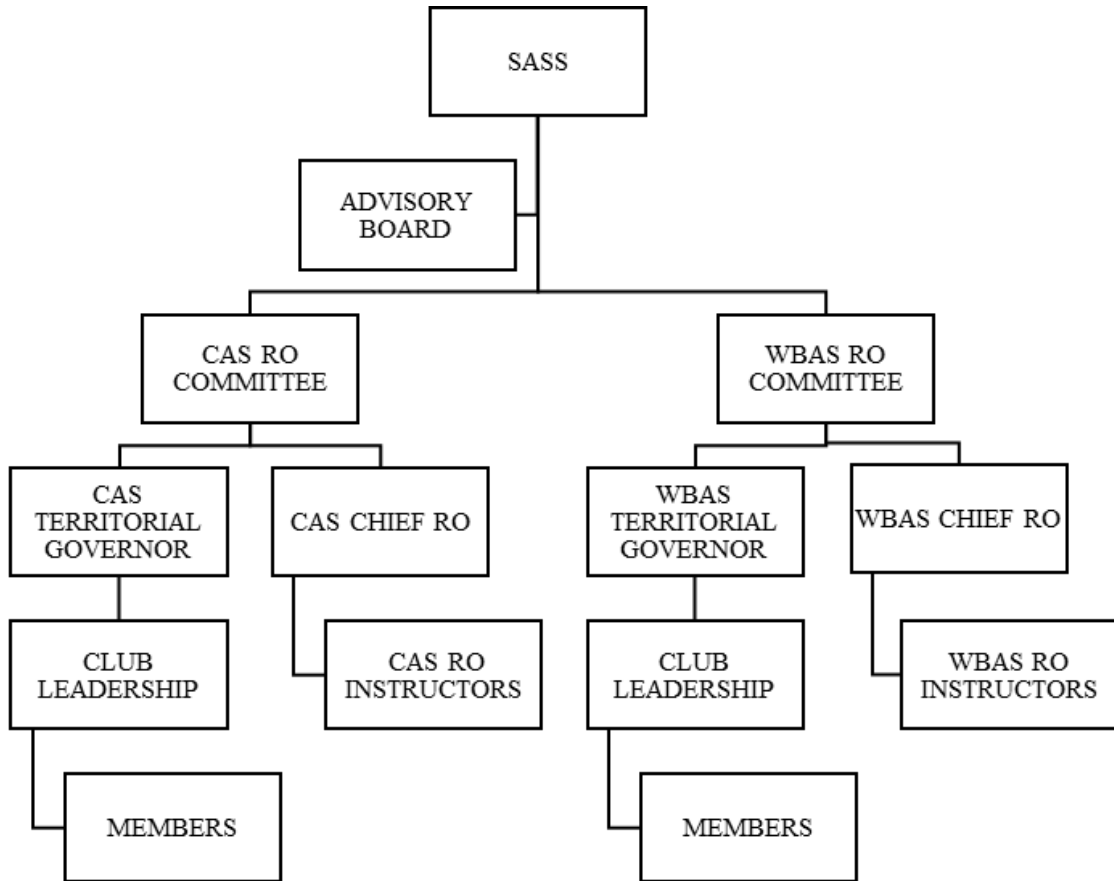 SASS
ADVISORY
BOARD
CAS RO
COMMITTEE
WBAS RO
COMMITTEE
CAS
TERRITORIAL
GOVERNOR
CAS CHIEF RO
WBAS
TERRITORIAL
GOVERNOR
WBAS CHIEF RO
CLUB
LEADERSHIP
CAS RO
INSTRUCTORS
CLUB
LEADERSHIP
WBAS RO
INSTRUCTORS
MEMBERS
MEMBERS